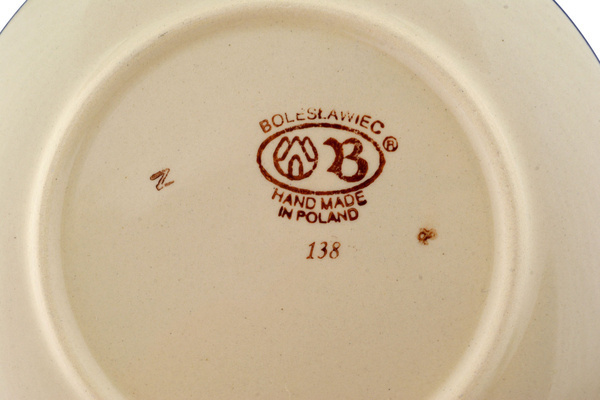 BOLESŁAWIEC
B ®
HAND MADE
IN POLAND
138